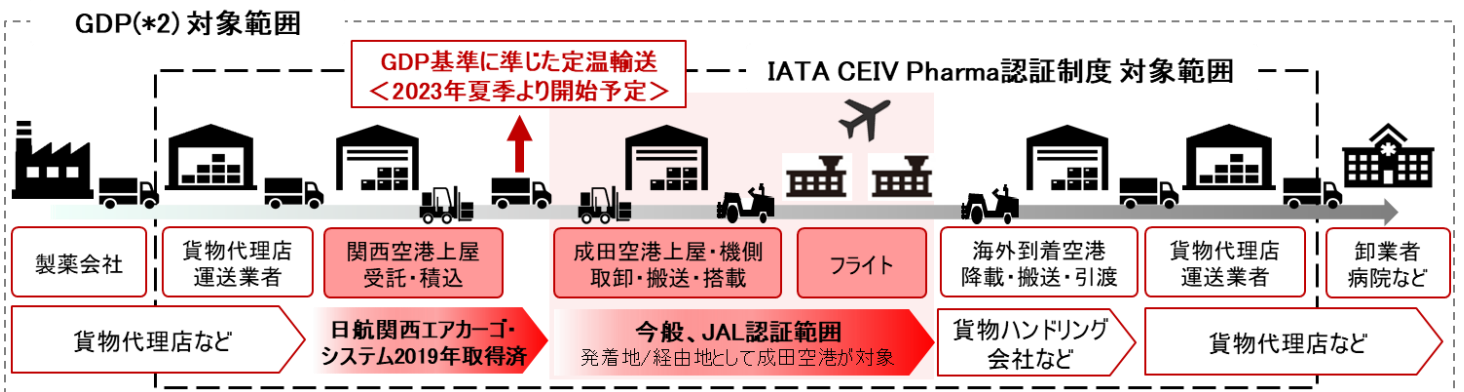 GDP(*2) 対象範囲
GDP基準に準じた定温輸送
＜2023年夏季より開始予定＞
IATA CEIV Pharma認証制度 対象範囲
製薬会社
貨物代理店
運送業者
関西空港上屋
受託・積込
成田空港上屋・機側
取卸・搬送・搭載
フライト
海外到着空港
降載・搬送・引渡
貨物代理店
運送業者
卸業者
病院など
貨物代理店など
日航関西エアカーゴ・
システム2019年取得済
今般、JAL認証範囲
発着地/経由地として成田空港が対象
貨物ハンドリング
会社など
貨物代理店など